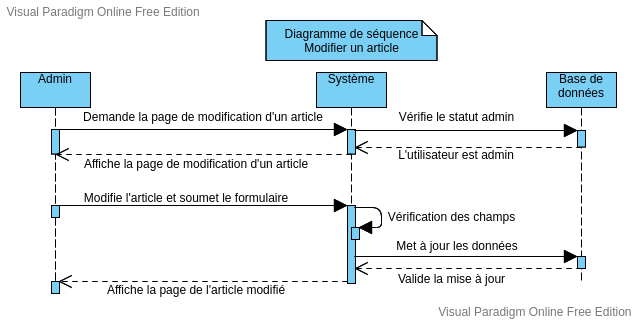 Visual Paradigm Online Free Edition
Diagramme de séquence
Modifier un article
Admin
Système
Base de
données
Demande la page de modification d'un article
Vérifie le statut admin
L'utilisateur est admin
Affiche la page de modification d'un article
Modifie l'article et soumet le formulaire
Vérification des champs
Met à jour les données
Valide la mise à jour
Affiche la page de l'article modifié
Visual Paradigm Online Free Edition